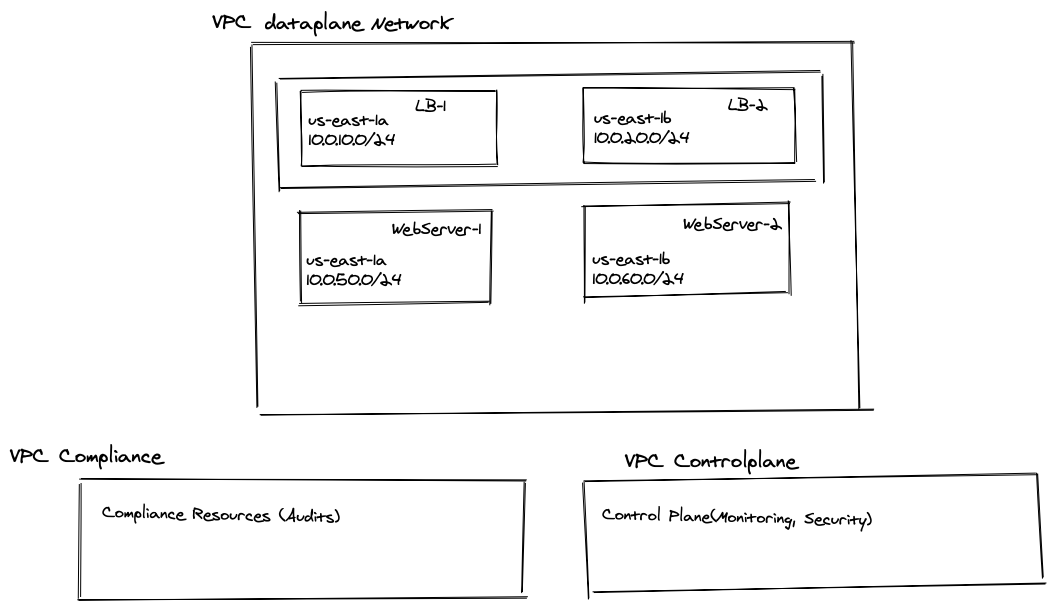 VPC dataplane Network
LB-1
us-east-1a
10.0.10.0/24
LB-2
us-east-1b
10.0.20.0/24
WebServer-1
us-east-1a
10.0.50.0/24
WebServer-2
us-east-1b
10.0.60.0/24
VPC Compliance
Compliance Resources (Audits)
VPC Controlplane
Control Plane(Monitoring, Security)